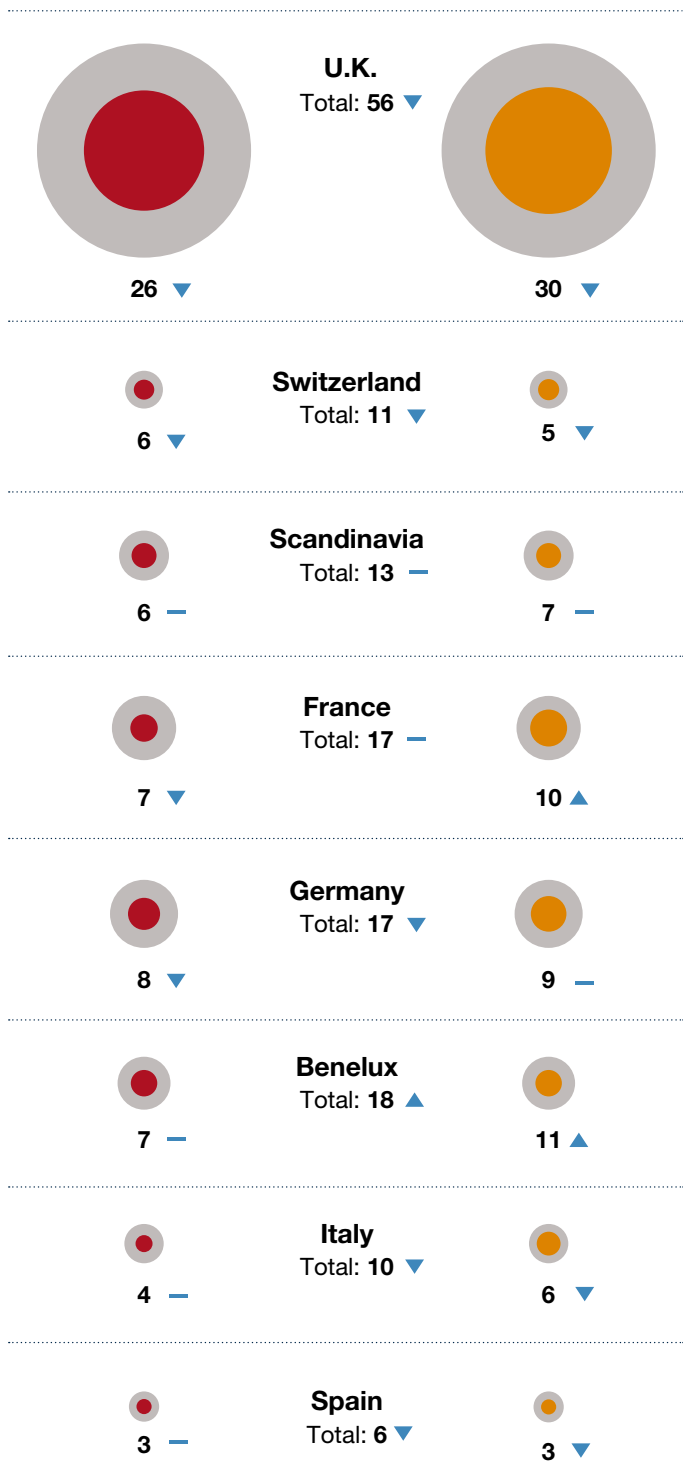 U.K.
Total: 56 ▼
26 ▼
30 ▼
Switzerland
Total: 11 ▼
6 ▼
5 ▼
Scandinavia
Total: 13 –
6 –
7 –
France
Total: 17 –
7 ▼
10 ▲
Germany
Total: 17 ▼
8 ▼
9 –
Benelux
Total: 18 ▲
7 –
11 ▲
Italy
Total: 10 ▼
4 –
6 ▼
Spain
Total: 6 ▼
3 –
3 ▼